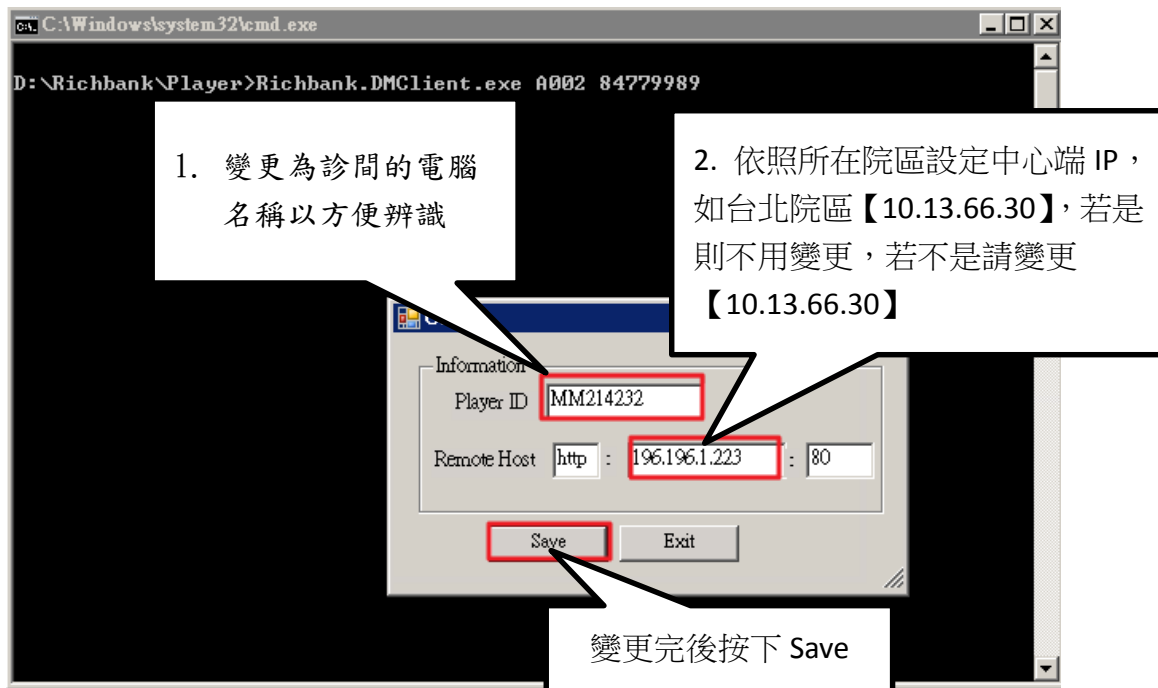 C:\Windows\system32\cmd.exe
D:\Richbank\Player>Richbank.DMClient.exe A002 84779989
1. 變更為診間的電腦
名稱以方便辨識
2. 依照所在院區設定中心端 IP，
如台北院區【10.13.66.30】，若是
則不用變更，若不是請變更
【10.13.66.30】
Information
Player ID MM214232
Remote Host http : 196.196.1.223 : 80
Save Exit
變更完後按下 Save